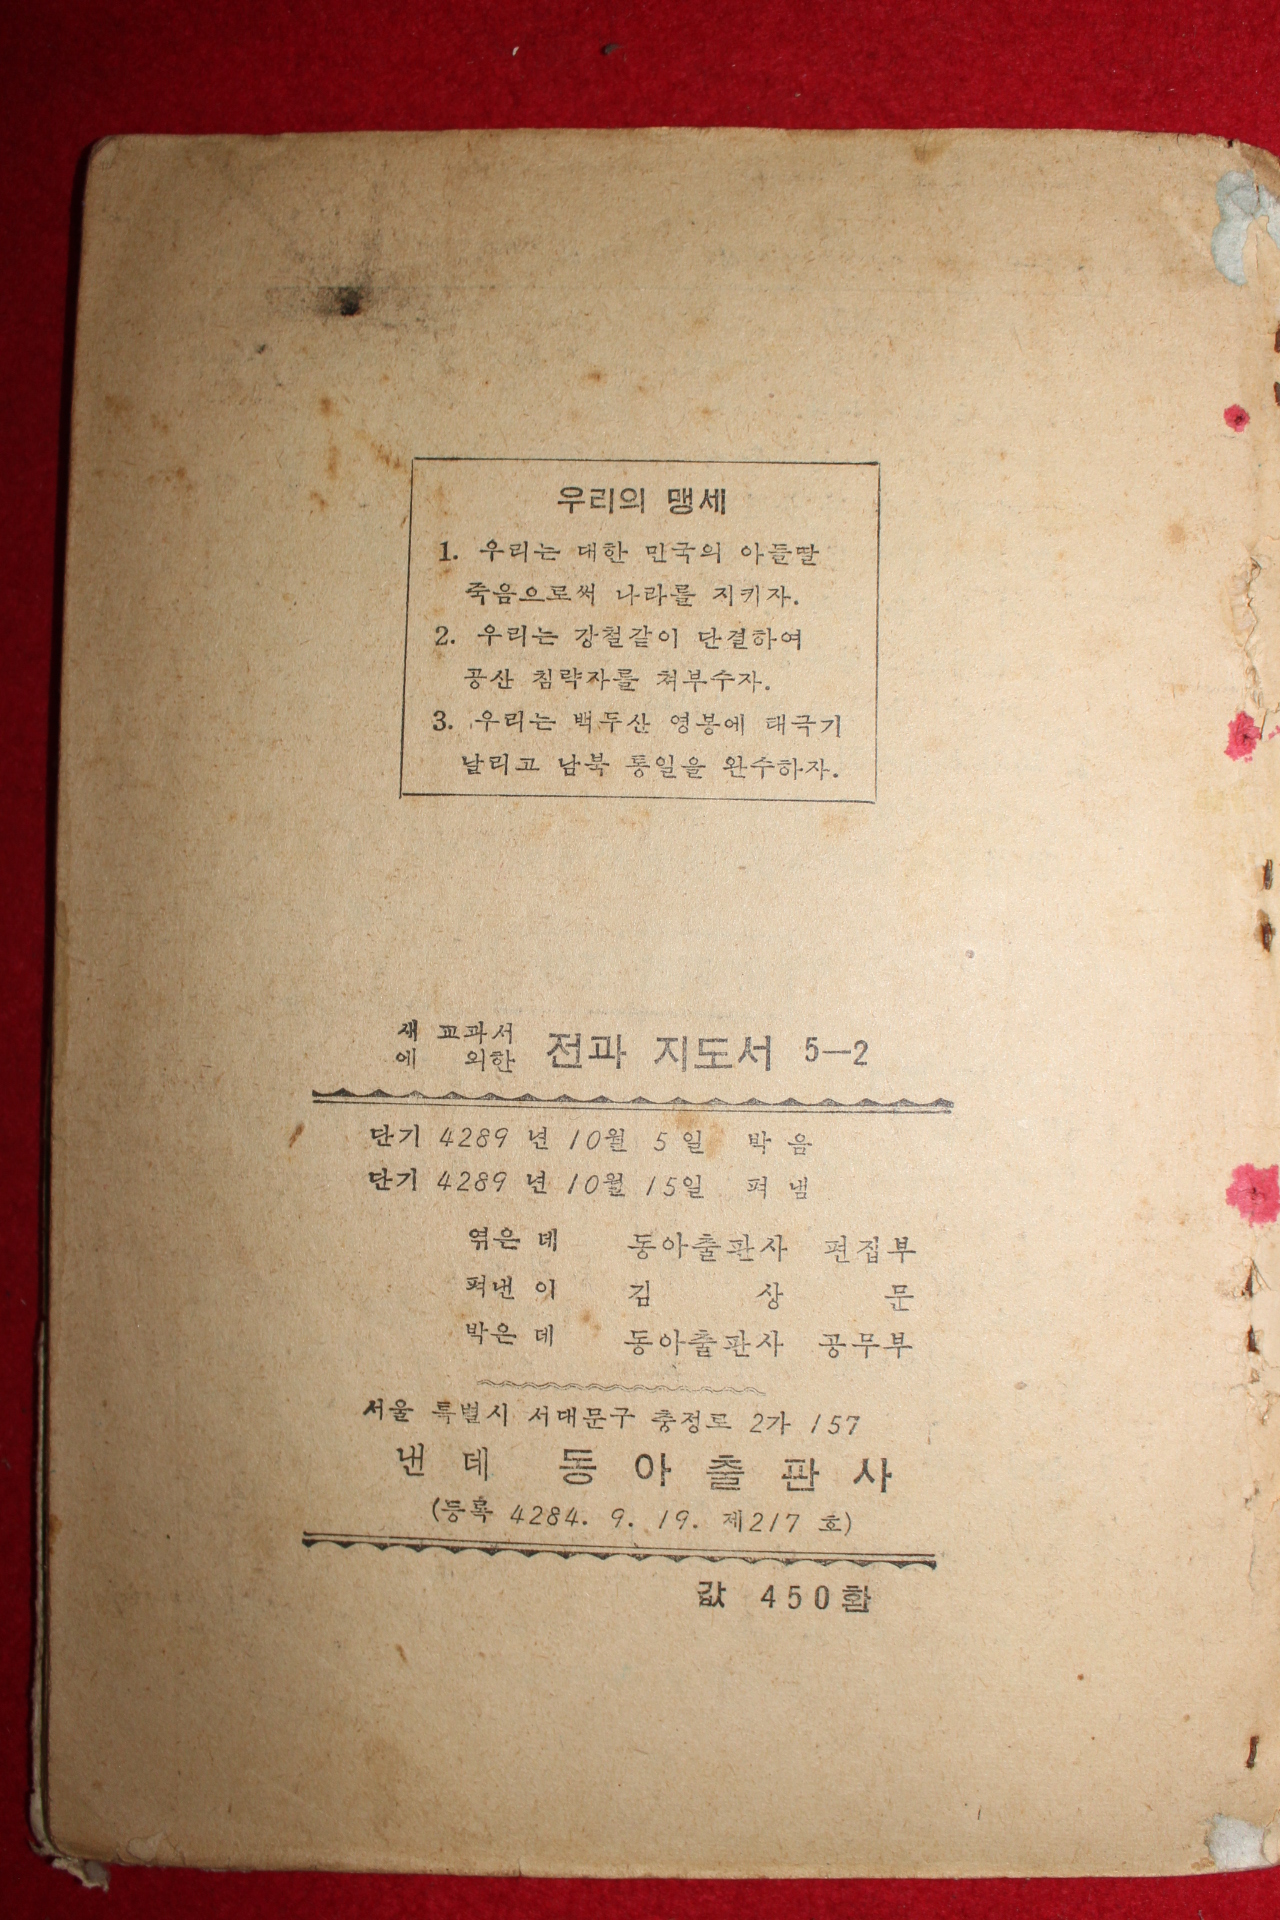 우리의 맹세
1. 우리는 대한 민국의 아들딸
죽음으로써 나라를 지키자.
2. 우리는 강철같이 단결하여
공산 침략자를 쳐부수자.
3. 우리는 백두산 영봉에 태극기
날리고 남북 통일을 완수하자.
새 교과서
에 의한 전과 지도서 5—2
단기 4289 년 10월 5 일 박 음
단기 4289 년 10월 15일 펴 냄
엮은 데 동아출판사 편집부
펴낸 이 김 상 문
박은 데 동아출판사 공무부
서울 특별시 서대문구 충정로 2가 157
낸 데 동 아 출 판 사
(등록 4284. 9. 19. 제217 호)
값 450환